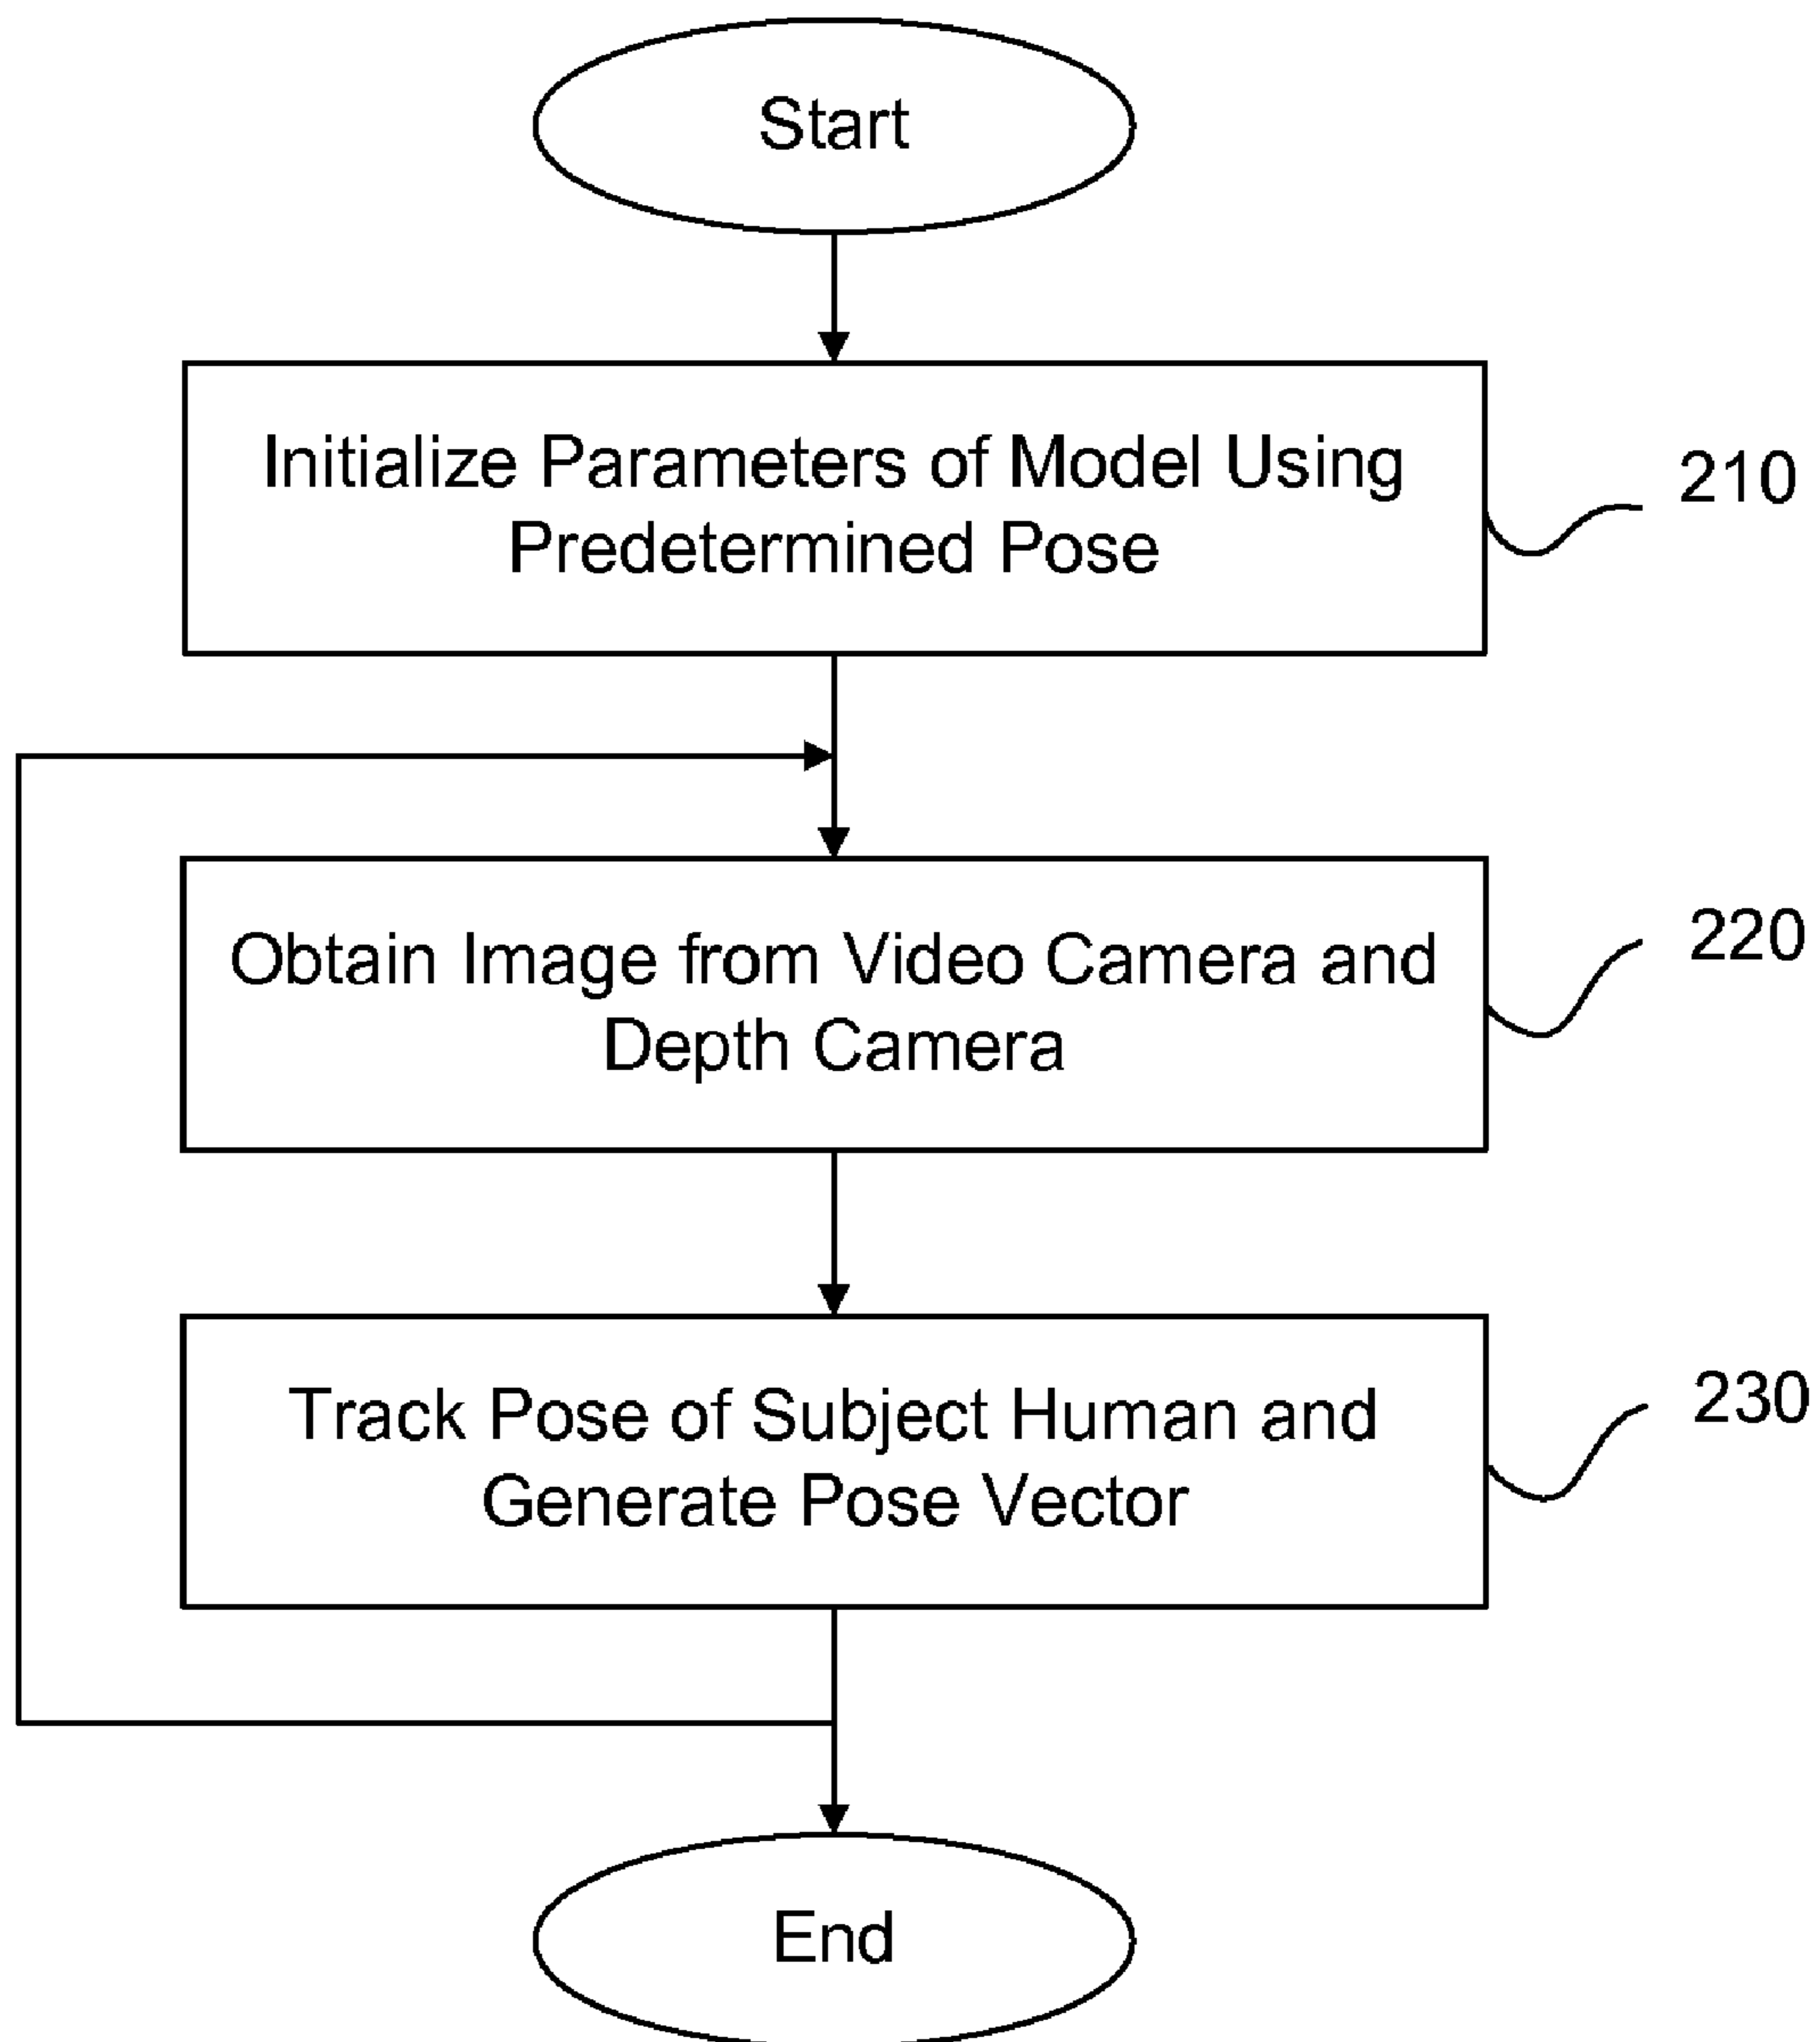 Start
Initialize Parameters of Model Using
Predetermined Pose
210
Obtain Image from Video Camera and
Depth Camera
220
Track Pose of Subject Human and
Generate Pose Vector
230
End